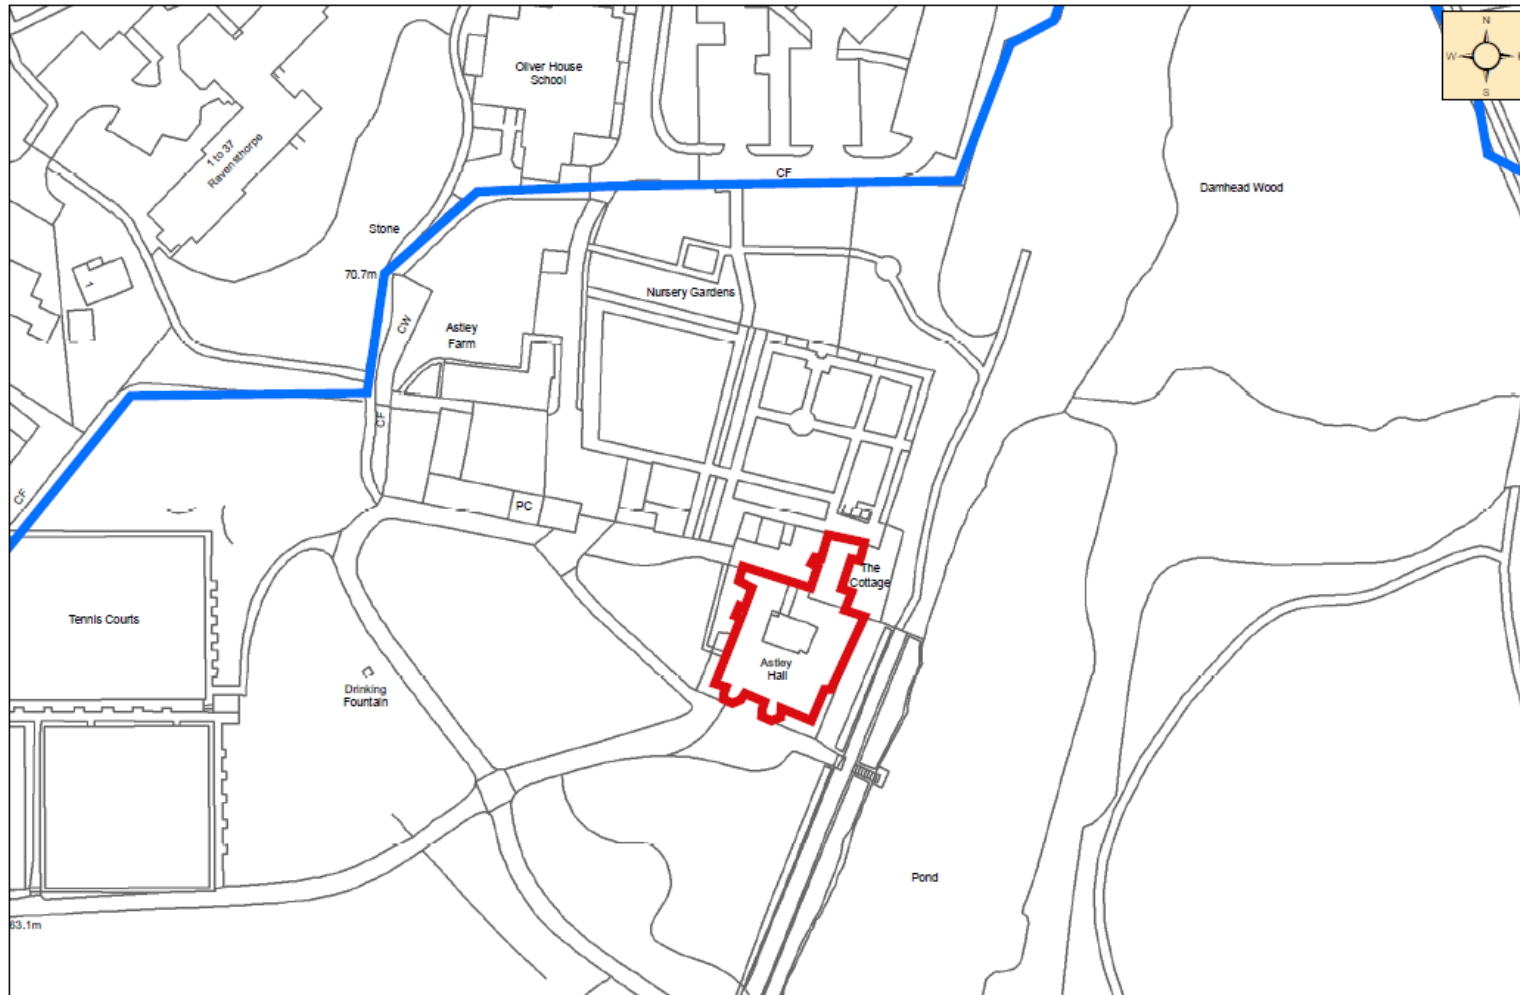 N
W
S
Oliver House
School
1 to 37
Ravensthorpe
CF
Damhead Wood
Stone
70.7m
1
Nursery Gardens
CW
Astley
Farm
CF
CF
PC
The
Cottage
Tennis Courts
Astley
Hall
Drinking
Fountain
Pond
63.1m